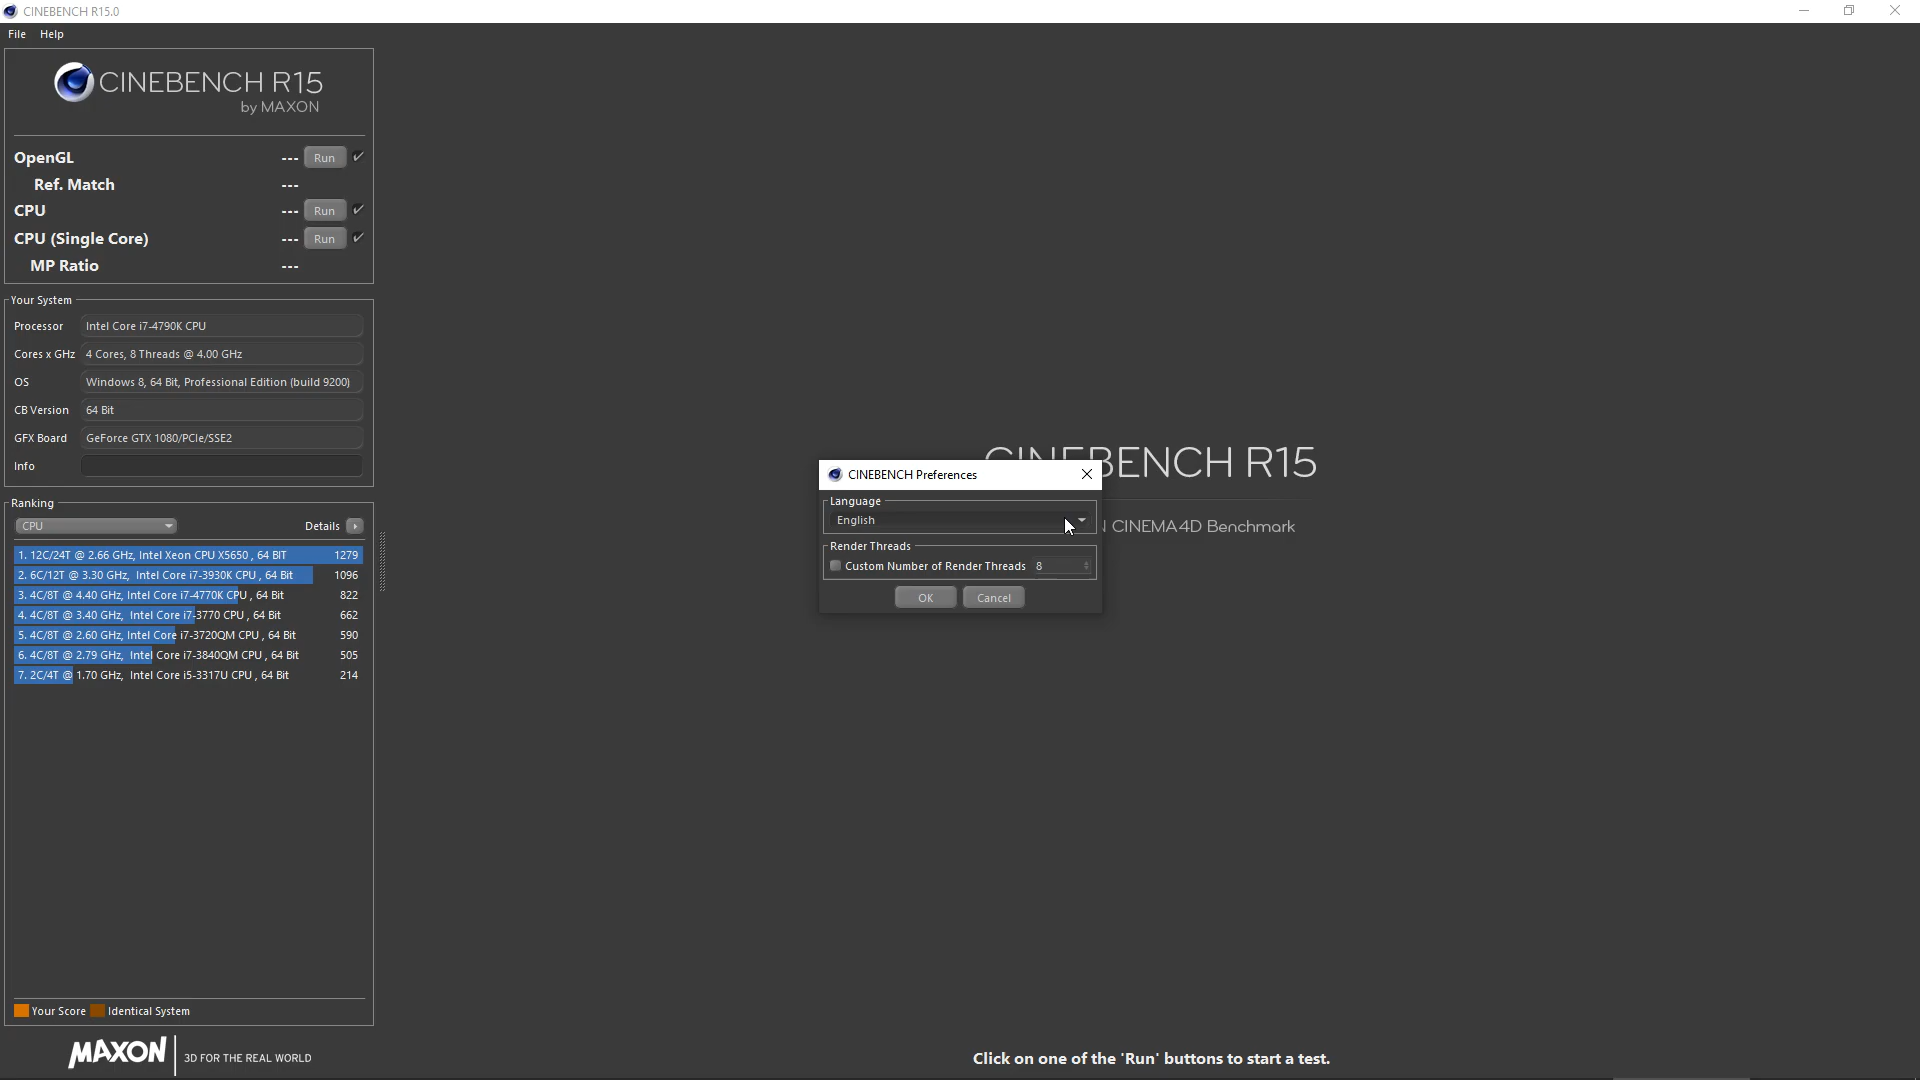 CINEBENCH R15.0
File Help
CINEBENCH R15
by MAXON
OpenGL --- Run
Ref. Match ---
CPU --- Run
CPU (Single Core) --- Run
MP Ratio ---
Your System
Processor Intel Core i7-4790K CPU
Cores x GHz 4 Cores, 8 Threads @ 4.00 GHz
OS Windows 8, 64 Bit, Professional Edition (build 9200)
CB Version 64 Bit
GFX Board GeForce GTX 1080/PCIe/SSE2
Info
Ranking
CPU Details
1. 12C/24T @ 2.66 GHz, Intel Xeon CPU X5650 , 64 BIT 1279
2. 6C/12T @ 3.30 GHz, Intel Core i7-3930K CPU , 64 Bit 1096
3. 4C/8T @ 4.40 GHz, Intel Core i7-4770K CPU , 64 Bit 822
4. 4C/8T @ 3.40 GHz, Intel Core i7-3770 CPU , 64 Bit 662
5. 4C/8T @ 2.60 GHz, Intel Core i7-3720QM CPU , 64 Bit 590
6. 4C/8T @ 2.79 GHz, Intel Core i7-3840QM CPU , 64 Bit 505
7. 2C/4T @ 1.70 GHz, Intel Core i5-3317U CPU , 64 Bit 214
Your Score Identical System
MAXON 3D FOR THE REAL WORLD
CINEBENCH R15
CINEMA4D Benchmark
CINEBENCH Preferences
Language
English
Render Threads
Custom Number of Render Threads 8
OK Cancel
Click on one of the 'Run' buttons to start a test.